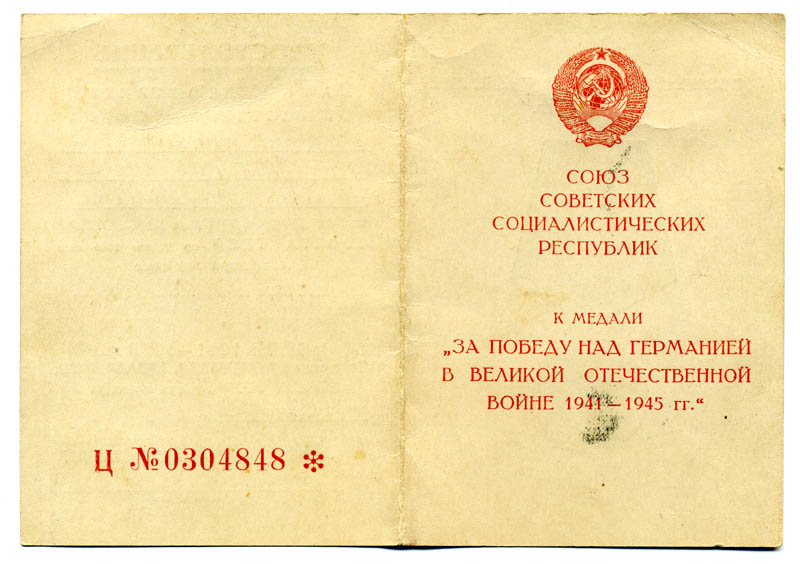 Ц №0304848 *
СОЮЗ
СОВЕТСКИХ
СОЦИАЛИСТИЧЕСКИХ
РЕСПУБЛИК
К МЕДАЛИ
„ЗА ПОБЕДУ НАД ГЕРМАНИЕЙ
В ВЕЛИКОЙ ОТЕЧЕСТВЕННОЙ
ВОЙНЕ 1941—1945 гг.“